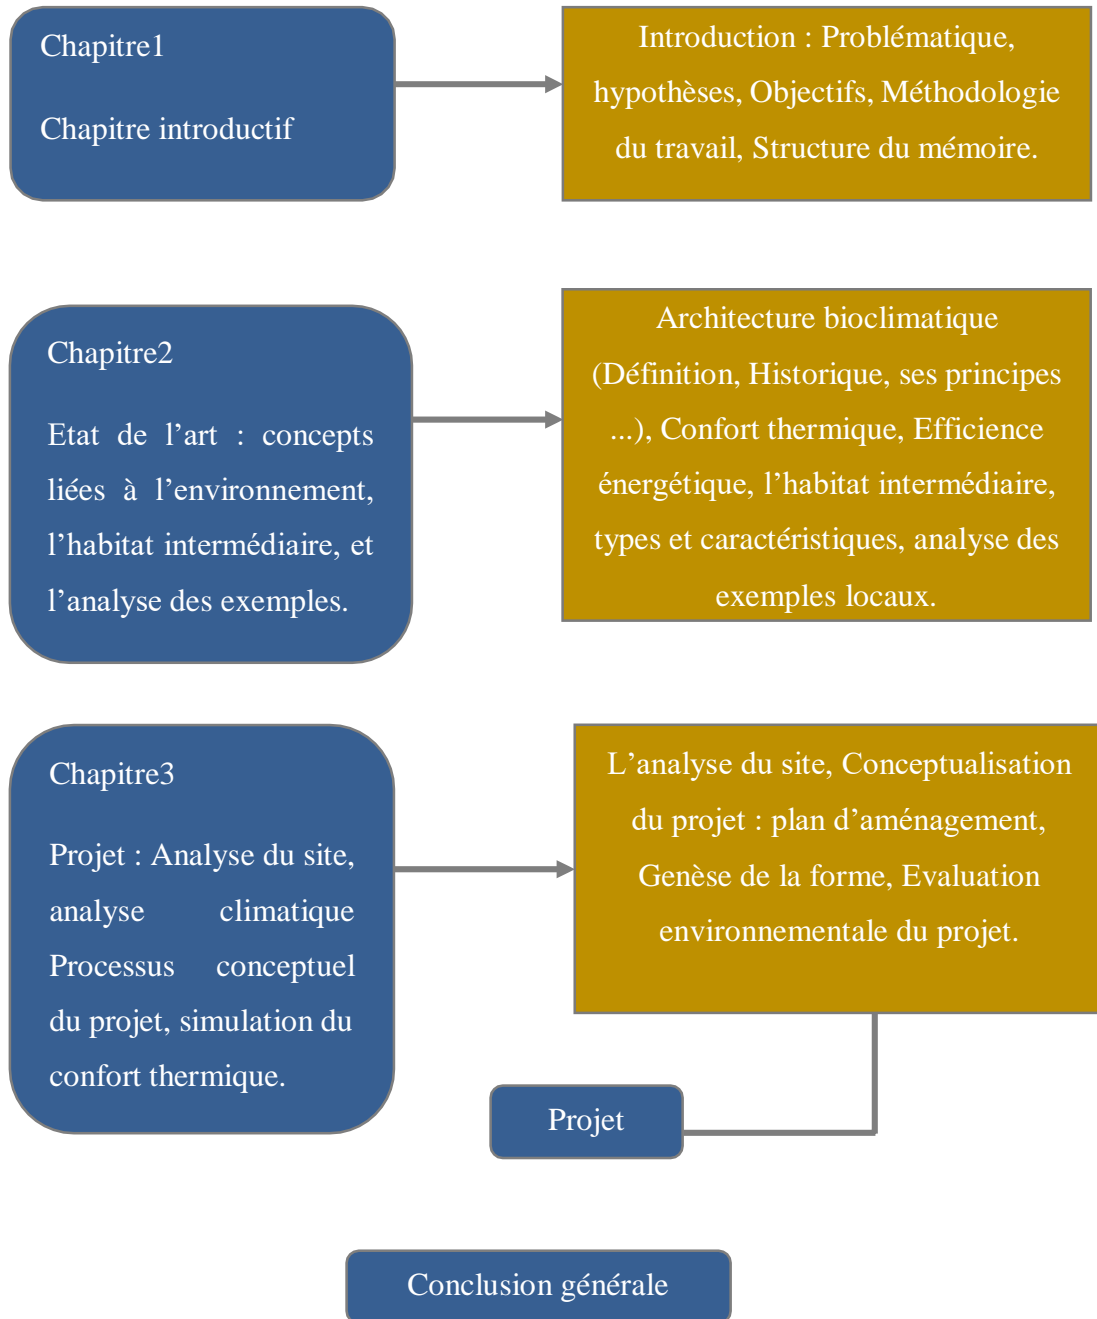 Chapitre1
Chapitre introductif
Introduction : Problématique,
hypothèses, Objectifs, Méthodologie
du travail, Structure du mémoire.
Chapitre2
Etat de l’art : concepts
liées à l’environnement,
l’habitat intermédiaire, et
l’analyse des exemples.
Architecture bioclimatique
(Définition, Historique, ses principes
...), Confort thermique, Efficience
énergétique, l’habitat intermédiaire,
types et caractéristiques, analyse des
exemples locaux.
Chapitre3
Projet : Analyse du site,
analyse climatique
Processus conceptuel
du projet, simulation du
confort thermique.
L’analyse du site, Conceptualisation
du projet : plan d’aménagement,
Genèse de la forme, Evaluation
environnementale du projet.
Projet
Conclusion générale